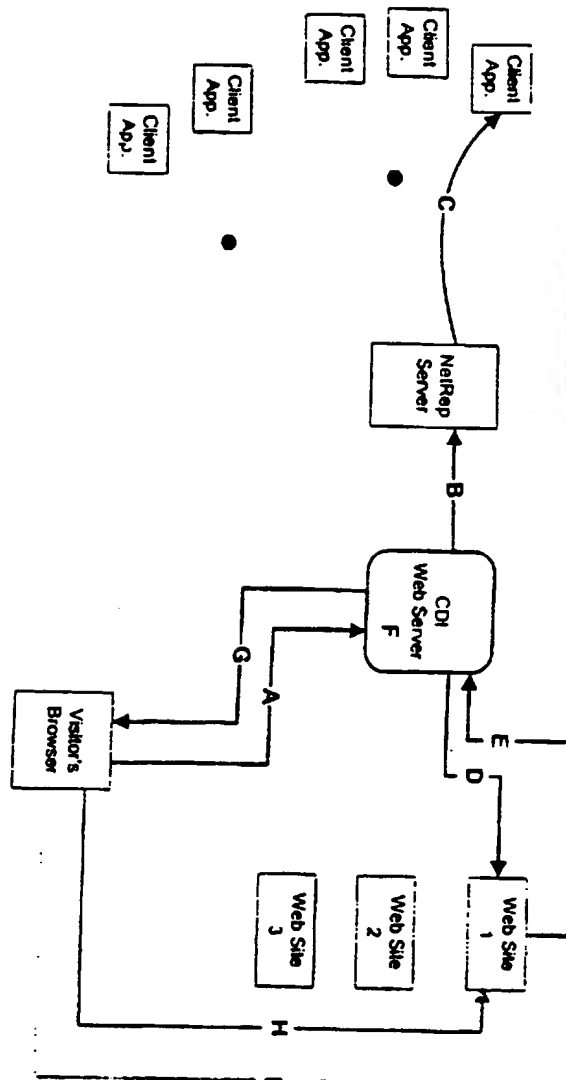 Client
App.
Client
App.
Client
App.
Client
App.
Client
App.
C
NetRep
Server
B
CDI
Web Server
F
G
A
E
D
Visitor's
Browser
Web Site
1
Web Site
2
Web Site
3
H